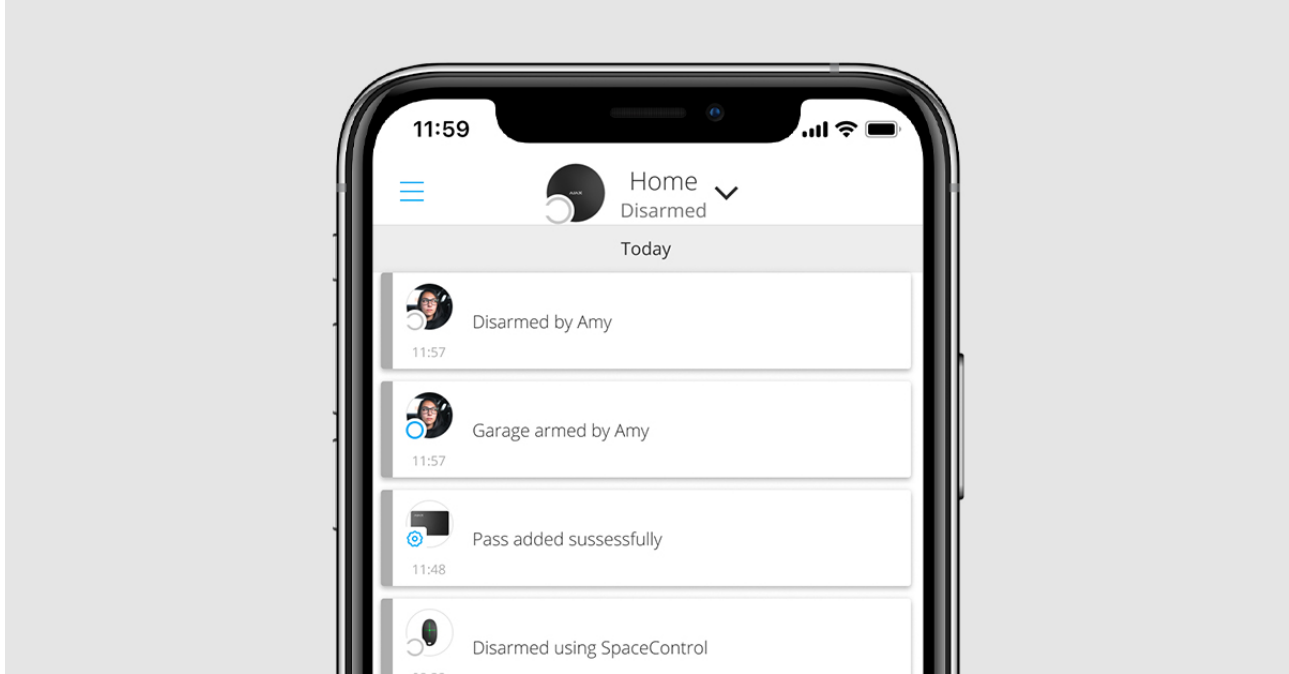 11:59
Home
Disarmed
Today
Disarmed by Amy
11:57
Garage armed by Amy
11:57
Pass added sussessfully
11:48
Disarmed using SpaceControl